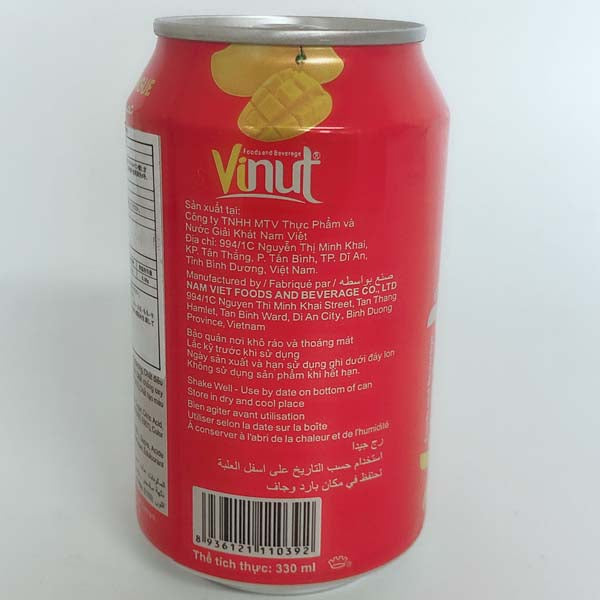 GUE
Foods and Beverage
Vinut®
Sản xuất tại:
Công ty TNHH MTV Thực Phẩm và
Nước Giải Khát Nam Việt
Địa chỉ: 994/1C Nguyễn Thị Minh Khai,
KP. Tân Thắng, P. Tân Bình, TP. Dĩ An,
Tỉnh Bình Dương, Việt Nam.
Manufactured by / Fabriqué par / صنع بواسطه
NAM VIET FOODS AND BEVERAGE CO., LTD
994/1C Nguyen Thi Minh Khai Street, Tan Thang
Hamlet, Tan Binh Ward, Di An City, Binh Duong
Province, Vietnam
Bảo quản nơi khô ráo và thoáng mát
Lắc kỹ trước khi sử dụng
Ngày sản xuất và hạn sử dụng ghi dưới đáy lon
Không sử dụng sản phẩm khi hết hạn.
Shake Well - Use by date on bottom of can
Store in dry and cool place
Bien agiter avant utilisation
Utiliser selon la date sur la boîte
À conserver à l'abri de la chaleur et de l'humidité
رج جيدا
استخدام حسب التاريخ على اسفل العلبة
لحتفظ في مكان بارد وجاف
8 936121 110392
Thể tích thực: 330 ml